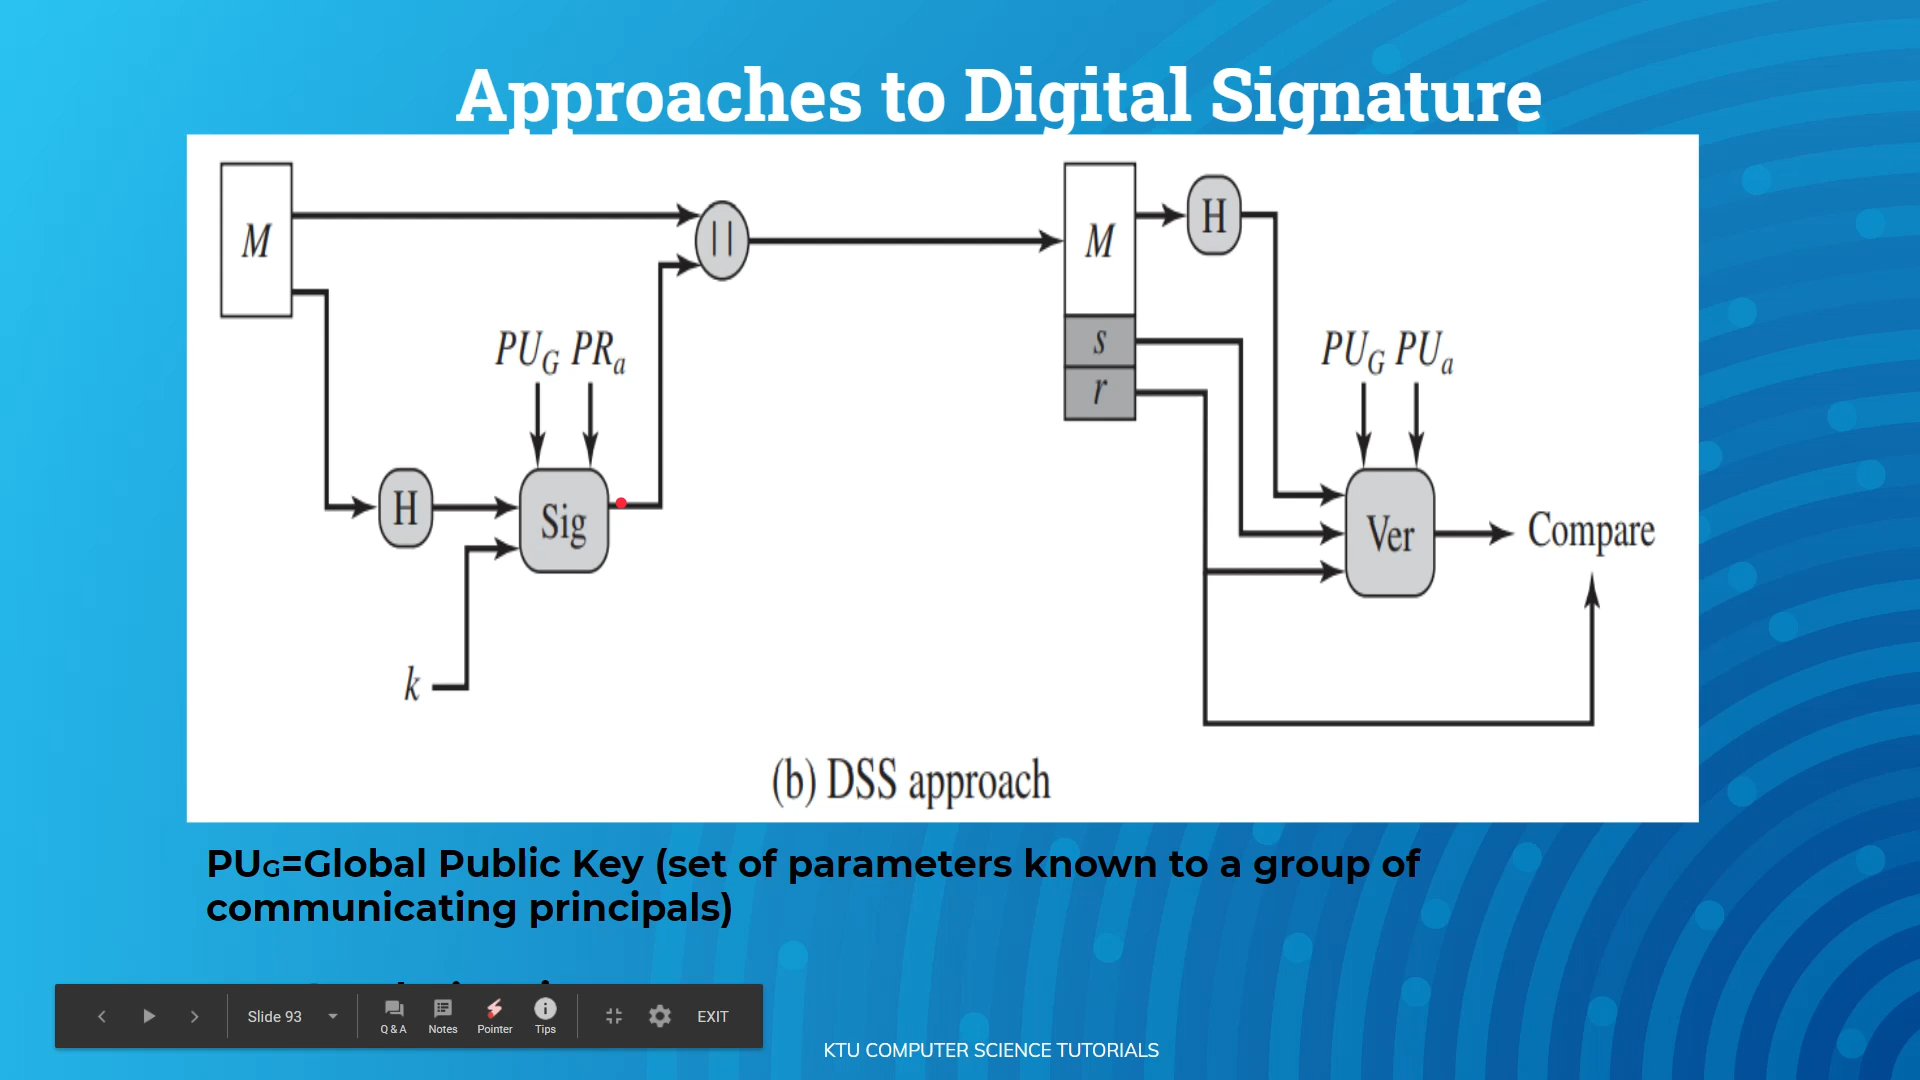 Approaches to Digital Signature
M
||
M
H
s
r
PUG PRa
PUG PUa
H
Sig
Ver
Compare
k
(b) DSS approach
PUG=Global Public Key (set of parameters known to a group of
communicating principals)
Slide 93
Q & A
Notes
Pointer
Tips
EXIT
KTU COMPUTER SCIENCE TUTORIALS